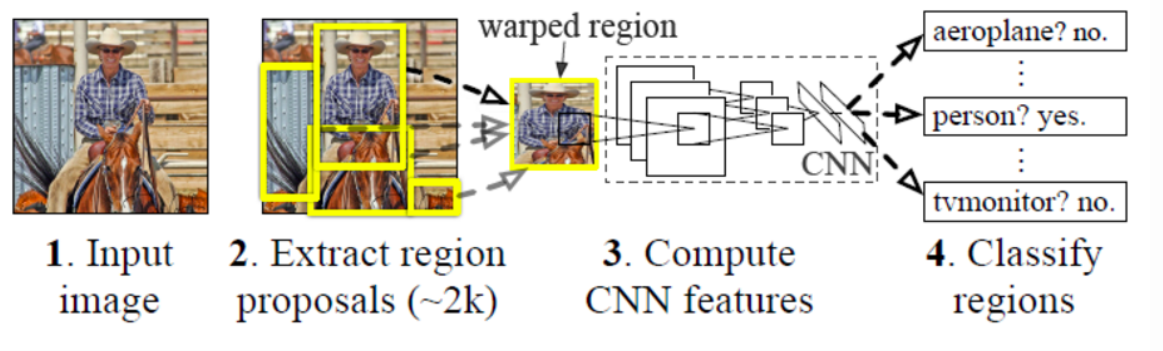 warped region
aeroplane? no.
⋮
person? yes.
CNN
⋮
tvmonitor? no.
1. Input
image
2. Extract region
proposals (~2k)
3. Compute
CNN features
4. Classify
regions